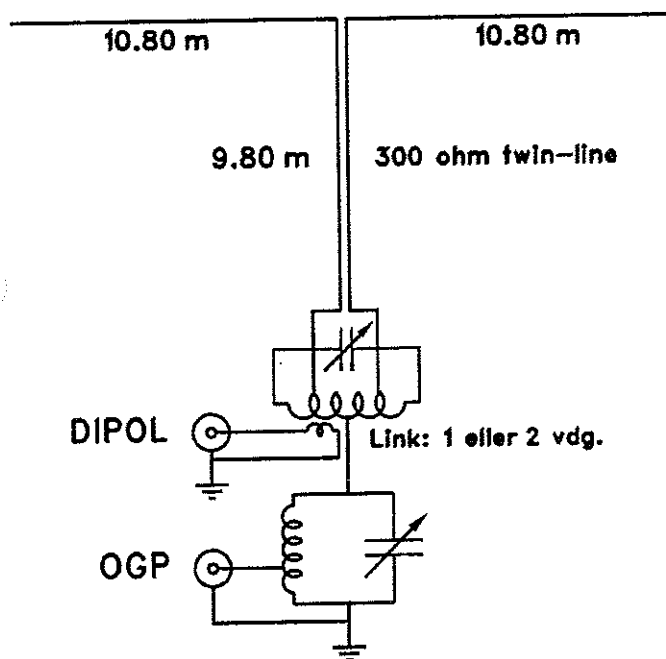 10.80 m
10.80 m
9.80 m
300 ohm twin-line
DIPOL
Link: 1 eller 2 vdg.
OGP